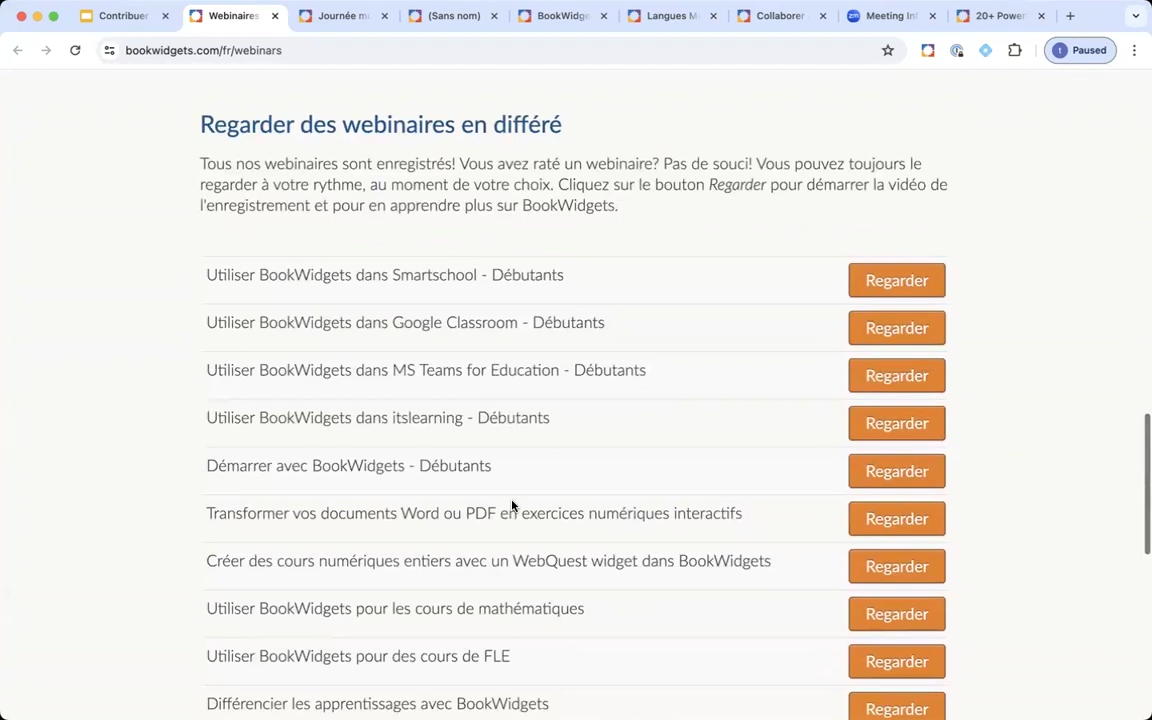 Contribuer
Webinaires
Journée m
(Sans nom)
BookWidge
Langues M
Collaborer
zm
Meeting In
20+ Power
bookwidgets.com/fr/webinars
t
Paused
Regarder des webinaires en différé
Tous nos webinaires sont enregistrés! Vous avez raté un webinaire? Pas de souci! Vous pouvez toujours le
regarder à votre rythme, au moment de votre choix. Cliquez sur le bouton Regarder pour démarrer la vidéo de
l'enregistrement et pour en apprendre plus sur BookWidgets.
Utiliser BookWidgets dans Smartschool - Débutants
Regarder
Utiliser BookWidgets dans Google Classroom - Débutants
Regarder
Utiliser BookWidgets dans MS Teams for Education - Débutants
Regarder
Utiliser BookWidgets dans itslearning - Débutants
Regarder
Démarrer avec BookWidgets - Débutants
Regarder
Transformer vos documents Word ou PDF en exercices numériques interactifs
Regarder
Créer des cours numériques entiers avec un WebQuest widget dans BookWidgets
Regarder
Utiliser BookWidgets pour les cours de mathématiques
Regarder
Utiliser BookWidgets pour des cours de FLE
Regarder
Différencier les apprentissages avec BookWidgets
Regarder